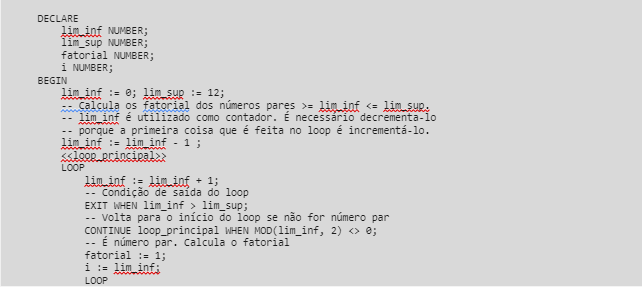 DECLARE
lim_inf NUMBER;
lim_sup NUMBER;
fatorial NUMBER;
i NUMBER;
BEGIN
lim_inf := 0; lim_sup := 12;
-- Calcula os fatorial dos números pares >= lim_inf <= lim_sup.
-- lim_inf é utilizado como contador. É necessário decrementa-lo
-- porque a primeira coisa que é feita no loop é incrementá-lo.
lim_inf := lim_inf - 1 ;
<<loop_principal>>
LOOP
lim_inf := lim_inf + 1;
-- Condição de saída do loop
EXIT WHEN lim_inf > lim_sup;
-- Volta para o início do loop se não for número par
CONTINUE loop_principal WHEN MOD(lim_inf, 2) <> 0;
-- É número par. Calcula o fatorial
fatorial := 1;
i := lim_inf;
LOOP